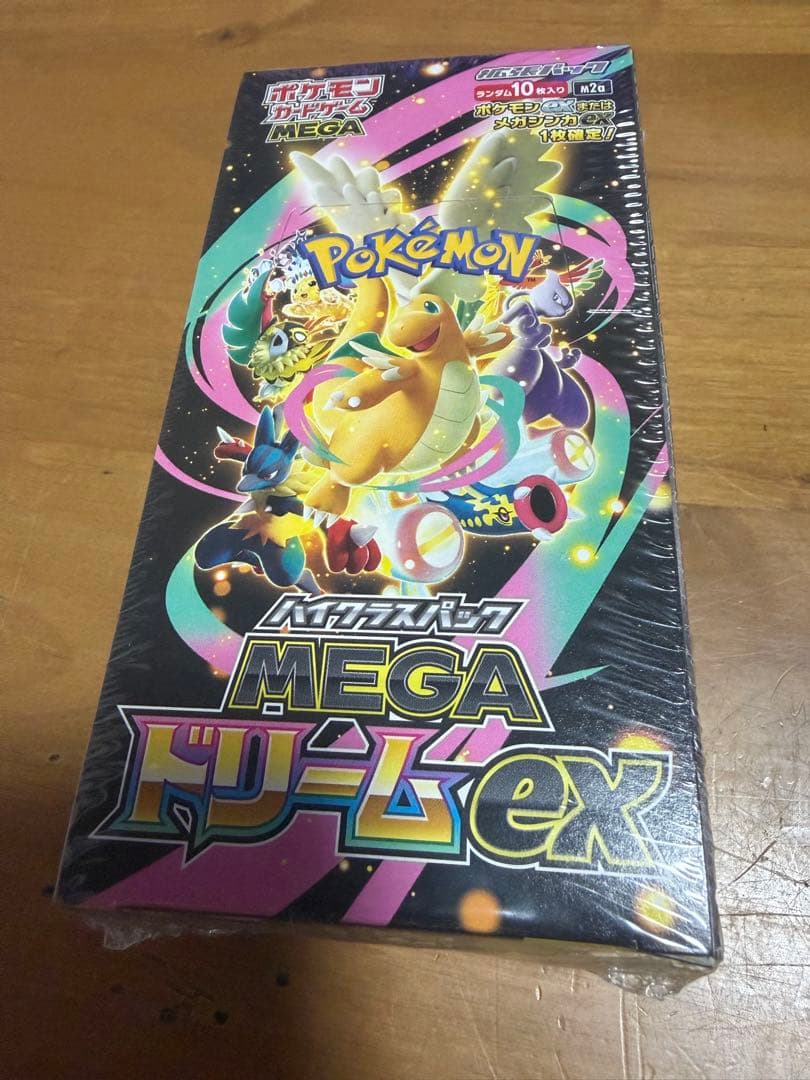 ポケモン
カードゲーム
MEGA
拡張パック
ランダム10枚入り
M2a
ポケモンexまたは
メガシンカex
1枚確定!
POKéMON
TM
ハイクラスパック
MEGA
ドリームex